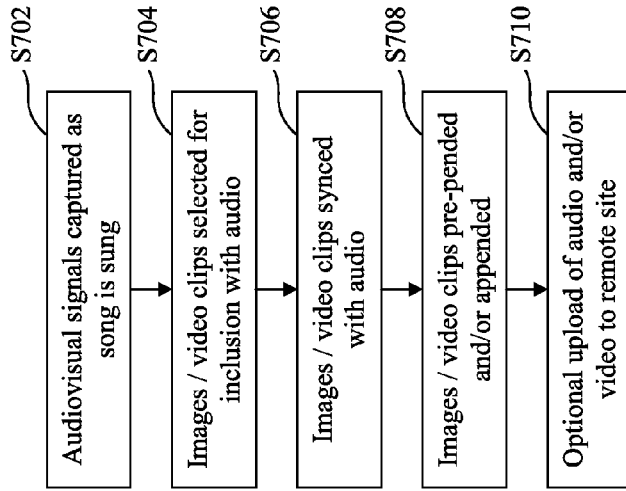 S702
Audiovisual signals captured as
song is sung
S704
Images / video clips selected for
inclusion with audio
S706
Images / video clips synced
with audio
S708
Images / video clips pre-pended
and/or appended
S710
Optional upload of audio and/or
video to remote site